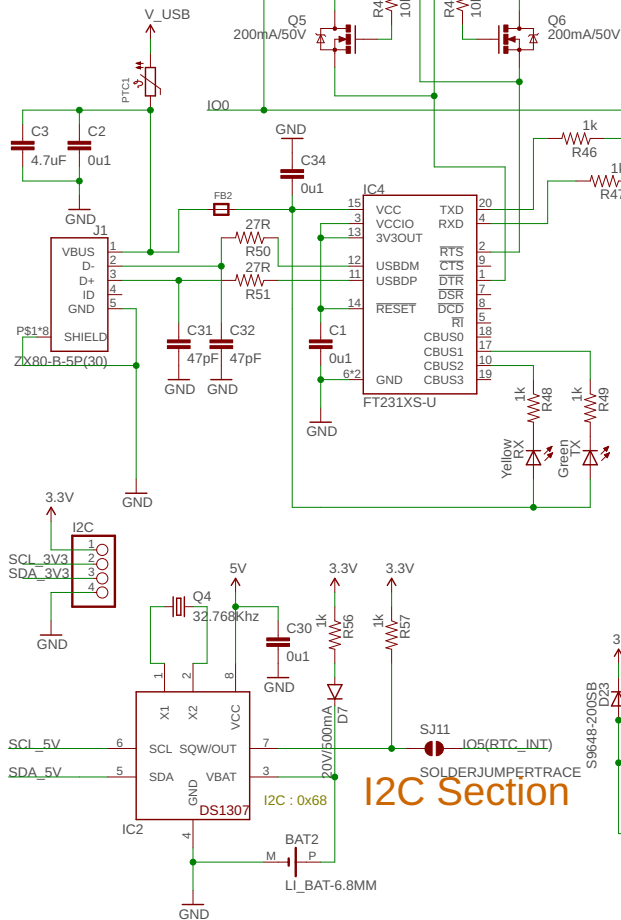 V_USB
PTC1
Q5
200mA/50V
Q6
200mA/50V
IO0
C3
4.7uF
C2
0u1
GND
GND
C34
0u1
1k
R46
R47
FB2
J1
VBUS 1
D- 2
D+ 3
ID 4
GND 5
SHIELD
P$1*8
ZX80-B-5P(30)
27R
R50
27R
R51
C31
47pF
C32
47pF
GND
GND
GND
IC4
15 VCC TXD 20
3 VCCIO RXD 4
13 3V3OUT
RTS 2
12 USBDM CTS 9
11 USBDP DTR 1
DSR 7
14 RESET DCD 8
RI 5
CBUS0 18
CBUS1 17
CBUS2 10
6*2 GND CBUS3 19
FT231XS-U
C1
0u1
GND
1k
R48
1k
R49
Yellow
RX
Green
TX
3.3V
I2C
1
SCL_3V3 2
SDA_3V3 3
4
GND
Q4
32.768Khz
5V
C30
0u1
GND
3.3V
1k
R56
3.3V
1k
R57
20V/500mA
D7
1
2
8
X1
X2
VCC
SCL_5V 6 SCL SQW/OUT 7
SDA_5V 5 SDA VBAT 3
GND
DS1307
IC2
4
I2C : 0x68
SJ11
IO5(RTC_INT)
SOLDERJUMPERTRACE
I2C Section
BAT2
M P
LI_BAT-6.8MM
GND
S9648-200SB
D23